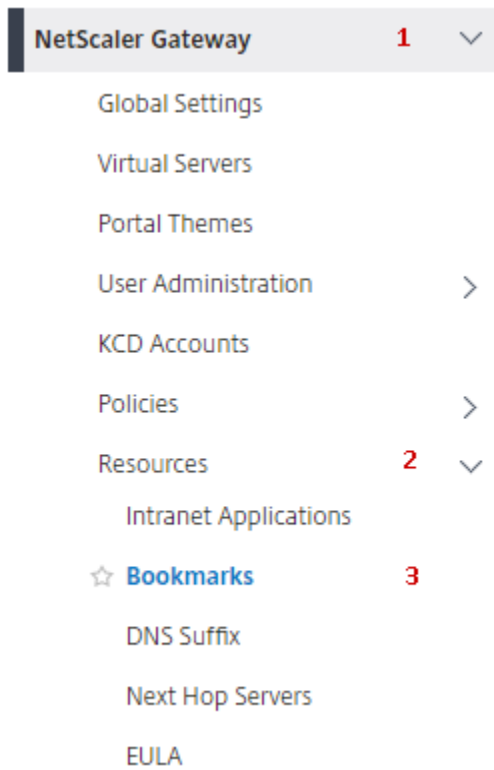 NetScaler Gateway 1
Global Settings
Virtual Servers
Portal Themes
User Administration
KCD Accounts
Policies
Resources 2
Intranet Applications
Bookmarks 3
DNS Suffix
Next Hop Servers
EULA